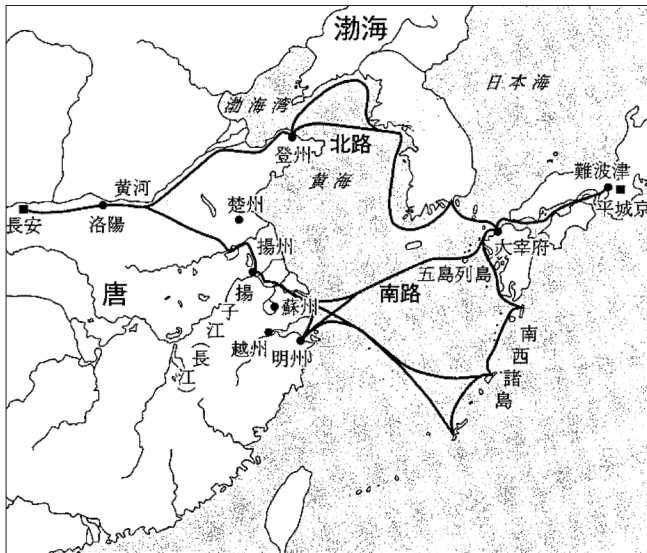 渤海
日本海
渤海湾
登州
北路
黄海
難波津
平城京
黄河
長安
洛陽
楚州
揚州
大宰府
五島列島
唐
揚子江
(長江)
蘇州
南路
越州
明州
南西諸島